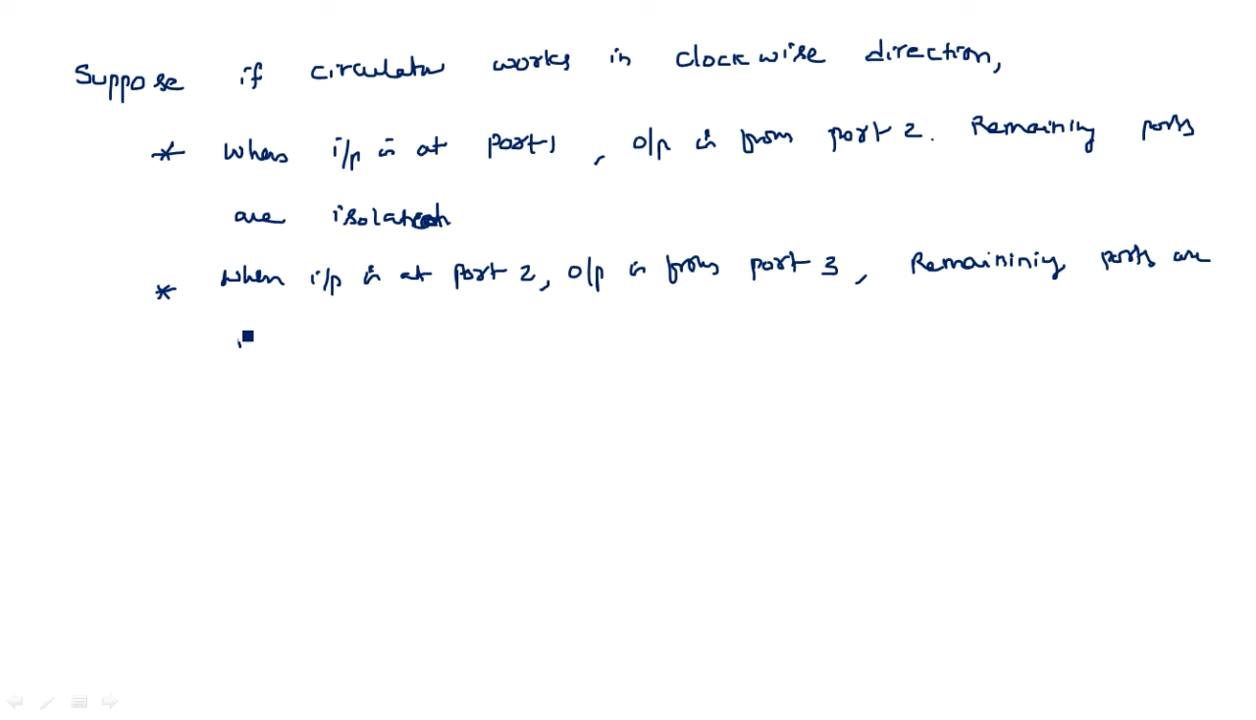 Suppose if circulator works in clockwise direction,
* When i/p is at port 1, o/p is from port 2. Remaining ports
are isolated
* When i/p is at port 2, o/p is from port 3, Remaininiy ports are